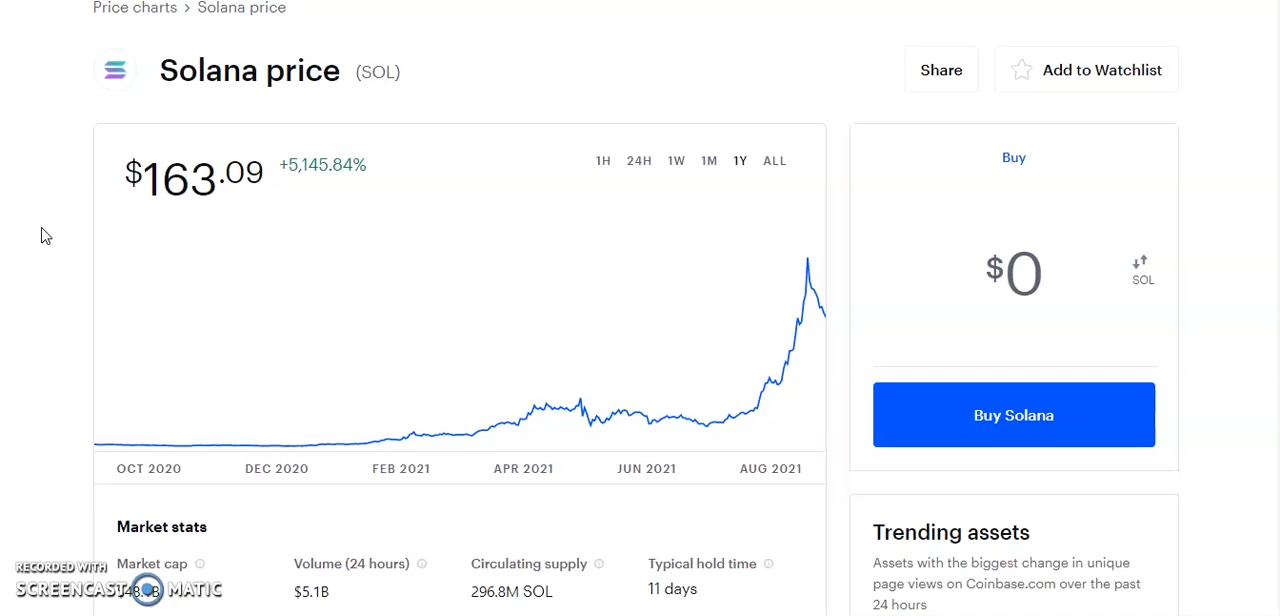 Price charts > Solana price
Solana price (SOL)
Share
Add to Watchlist
$163.09 +5,145.84%
1H 24H 1W 1M 1Y ALL
OCT 2020 DEC 2020 FEB 2021 APR 2021 JUN 2021 AUG 2021
Market stats
Market cap Volume (24 hours) Circulating supply Typical hold time
$5.1B 296.8M SOL 11 days
Buy
$0
SOL
Buy Solana
Trending assets
Assets with the biggest change in unique
page views on Coinbase.com over the past
24 hours
RECORDED WITH
SCREENCAST MATIC